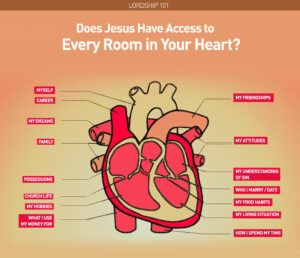 LORDSHIP 101
Does Jesus Have Access to
Every Room in Your Heart?
MYSELF
CAREER
MY DREAMS
FAMILY
POSSESSIONS
CHURCH LIFE
MY HOBBIES
WHAT I USE
MY MONEY FOR
MY FRIENDSHIPS
MY ATTITUDES
MY UNDERSTANDING
OF SIN
WHO I MARRY / DATE
MY FOOD HABITS
MY LIVING SITUATION
HOW I SPEND MY TIME